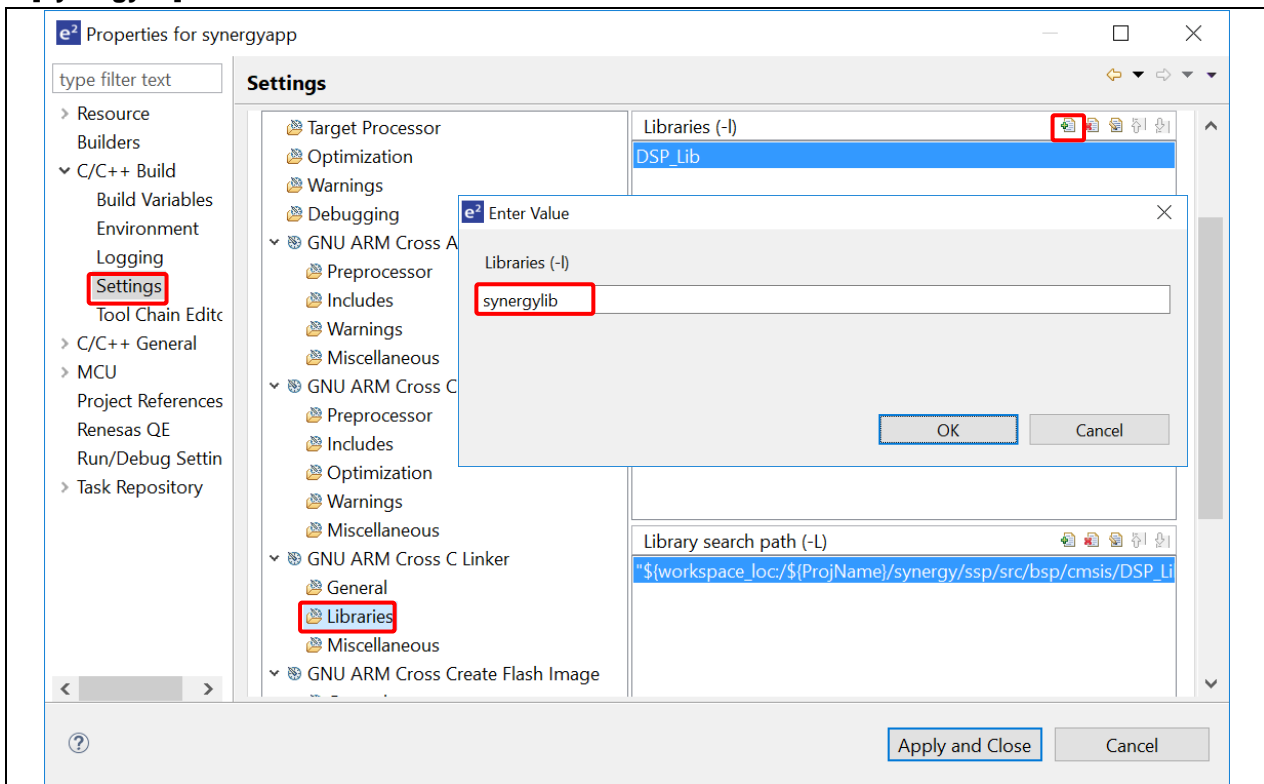 e² Properties for synergyapp
type filter text
Settings
Resource
Builders
C/C++ Build
Build Variables
Environment
Logging
Settings
Tool Chain Editc
C/C++ General
MCU
Project References
Renesas QE
Run/Debug Settin
Task Repository
Target Processor
Optimization
Warnings
Debugging
GNU ARM Cross A
Preprocessor
Includes
Warnings
Miscellaneous
GNU ARM Cross C
Preprocessor
Includes
Optimization
Warnings
Miscellaneous
GNU ARM Cross C Linker
General
Libraries
Miscellaneous
GNU ARM Cross Create Flash Image
Libraries (-l)
DSP_Lib
e² Enter Value
Libraries (-l)
synergylib
OK
Cancel
Library search path (-L)
"${workspace_loc:/${ProjName}/synergy/ssp/src/bsp/cmsis/DSP_Li
Apply and Close
Cancel